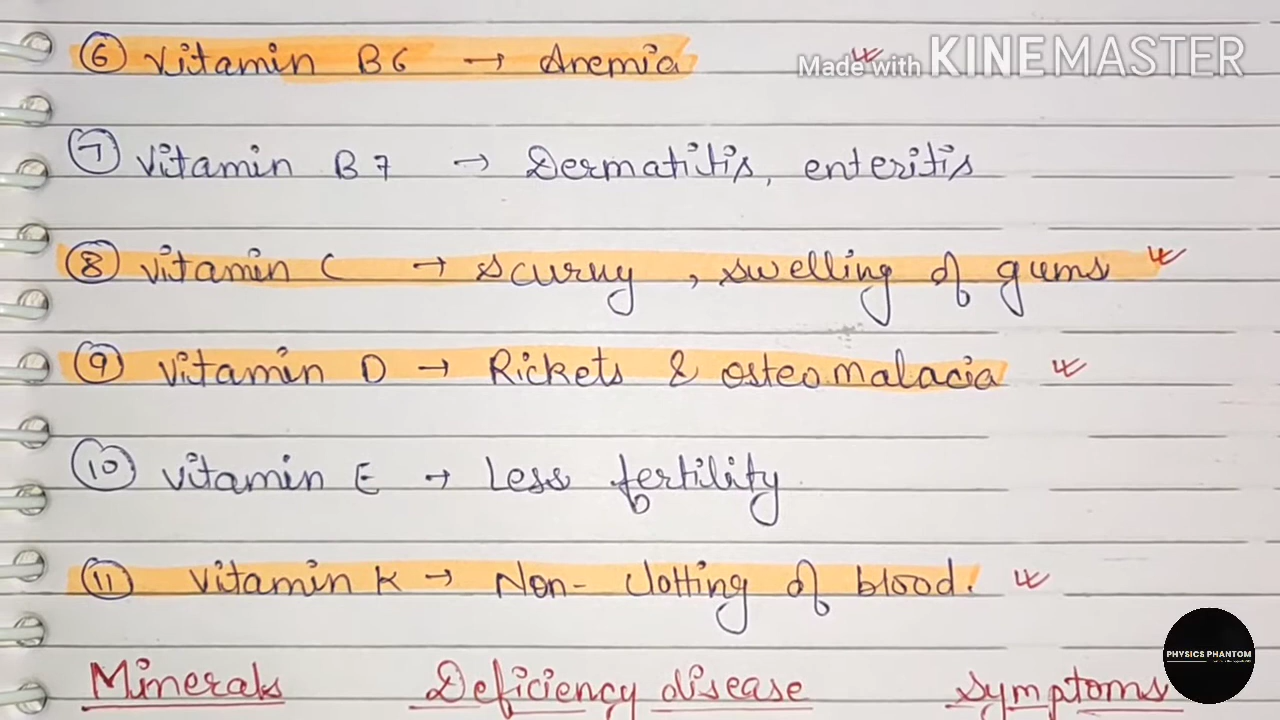 Made with KINEMASTER
⑥ Vitamin B6 → Anemia
⑦ Vitamin B7 → Dermatitis, enteritis
⑧ Vitamin C → Scurvy, swelling of gums
⑨ Vitamin D → Rickets & osteomalacia
⑩ Vitamin E → Less fertility
⑪ Vitamin K → Non-clotting of blood.
Minerals Deficiency disease Symptoms
PHYSICS PHANTOM